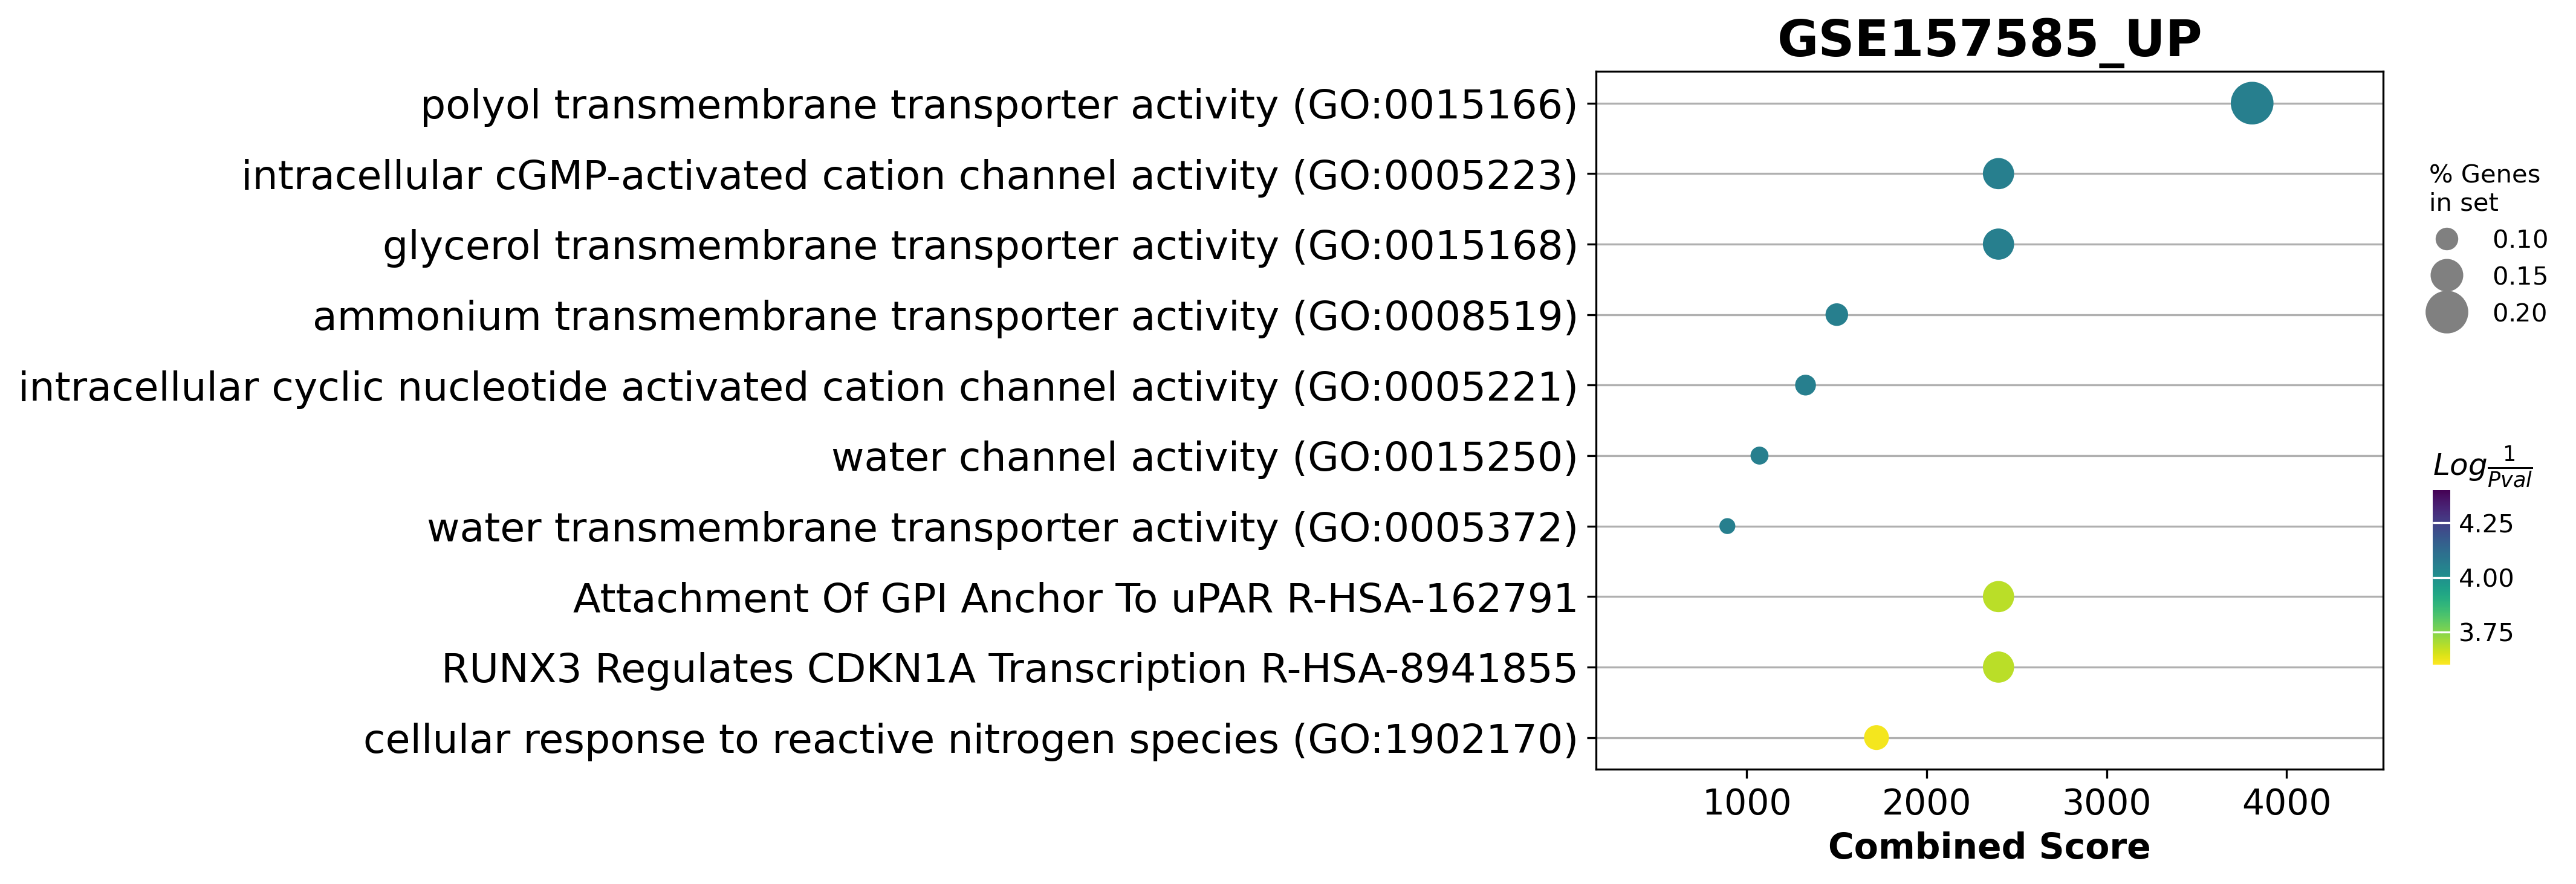 GSE157585_UP
polyol transmembrane transporter activity (GO:0015166)
intracellular cGMP-activated cation channel activity (GO:0005223)
glycerol transmembrane transporter activity (GO:0015168)
ammonium transmembrane transporter activity (GO:0008519)
intracellular cyclic nucleotide activated cation channel activity (GO:0005221)
water channel activity (GO:0015250)
water transmembrane transporter activity (GO:0005372)
Attachment Of GPI Anchor To uPAR R-HSA-162791
RUNX3 Regulates CDKN1A Transcription R-HSA-8941855
cellular response to reactive nitrogen species (GO:1902170)
1000 2000 3000 4000
Combined Score
% Genes
in set
0.10
0.15
0.20
Log 1/Pval
4.25
4.00
3.75